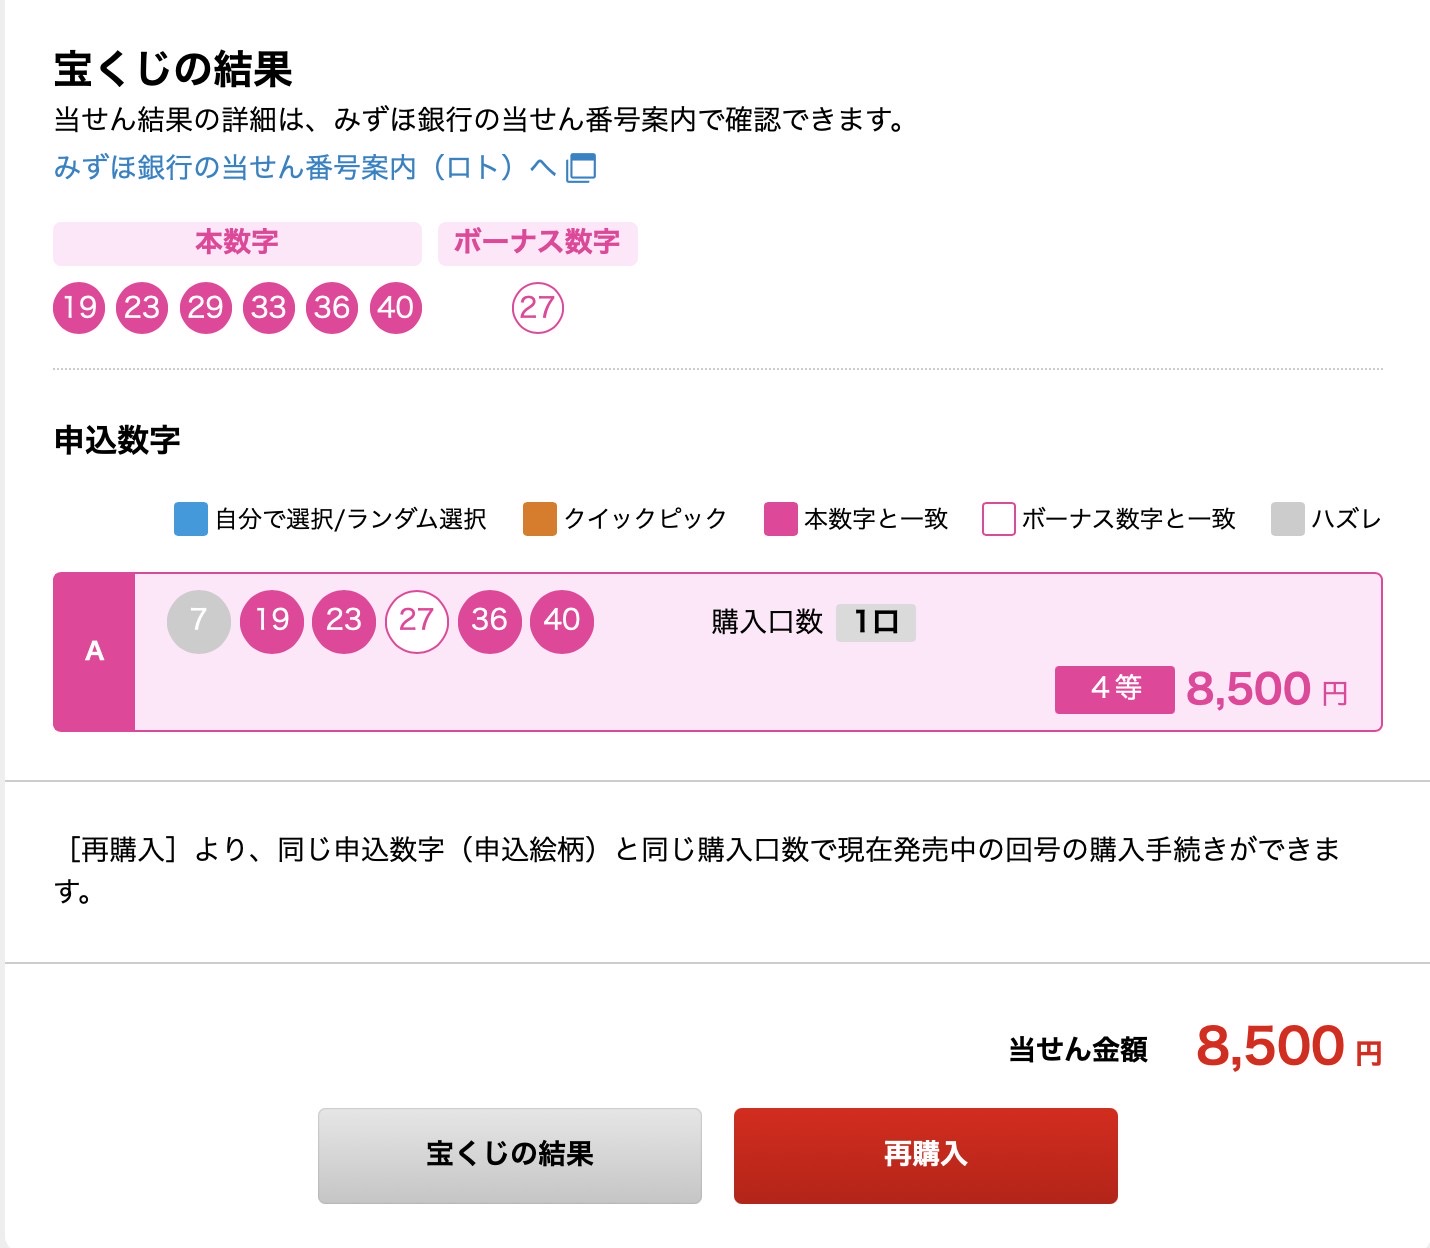 宝くじの結果
当せん結果の詳細は、みずほ銀行の当せん番号案内で確認できます。
みずほ銀行の当せん番号案内（ロト）へ
本数字 ボーナス数字
19 23 29 33 36 40 27
申込数字
自分で選択/ランダム選択 クイックピック 本数字と一致 ボーナス数字と一致 ハズレ
A 7 19 23 27 36 40 購入口数 1口
４等 8,500 円
［再購入］より、同じ申込数字（申込絵柄）と同じ購入口数で現在発売中の回号の購入手続きができま
す。
当せん金額 8,500 円
宝くじの結果 再購入